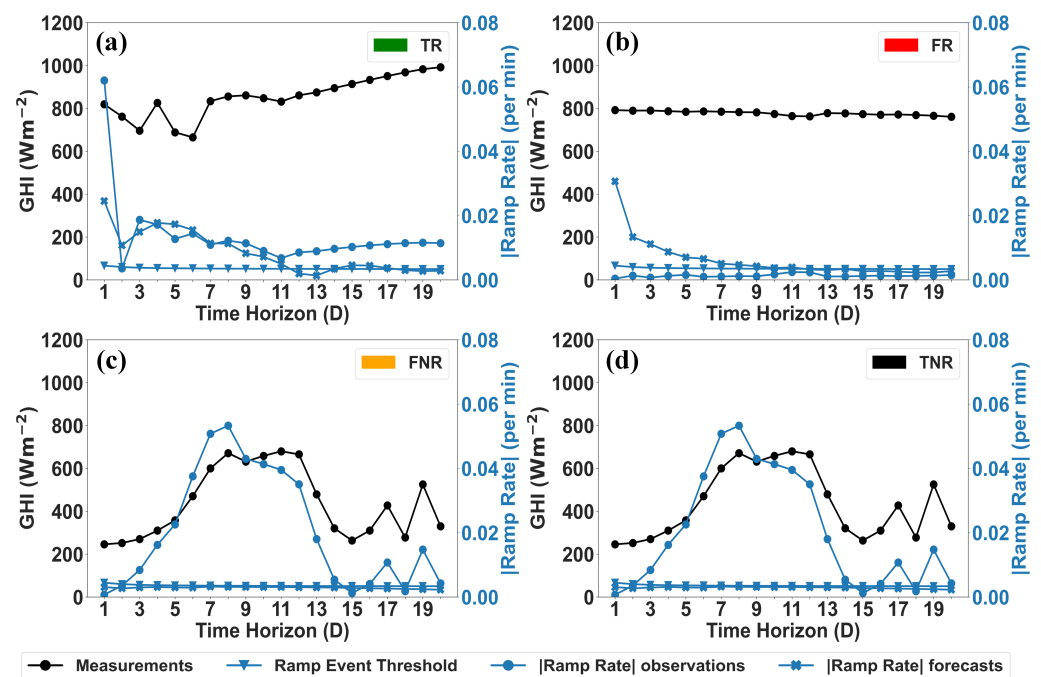 (a)
TR
1200
1000
800
600
400
200
0
GHI (Wm⁻²)
0.08
0.06
0.04
0.02
0.00
|Ramp Rate| (per min)
1 3 5 7 9 11 13 15 17 19
Time Horizon (D)
(b)
FR
1200
1000
800
600
400
200
0
GHI (Wm⁻²)
0.08
0.06
0.04
0.02
0.00
|Ramp Rate| (per min)
1 3 5 7 9 11 13 15 17 19
Time Horizon (D)
(c)
FNR
1200
1000
800
600
400
200
0
GHI (Wm⁻²)
0.08
0.06
0.04
0.02
0.00
|Ramp Rate| (per min)
1 3 5 7 9 11 13 15 17 19
Time Horizon (D)
(d)
TNR
1200
1000
800
600
400
200
0
GHI (Wm⁻²)
0.08
0.06
0.04
0.02
0.00
|Ramp Rate| (per min)
1 3 5 7 9 11 13 15 17 19
Time Horizon (D)
Measurements Ramp Event Threshold |Ramp Rate| observations |Ramp Rate| forecasts